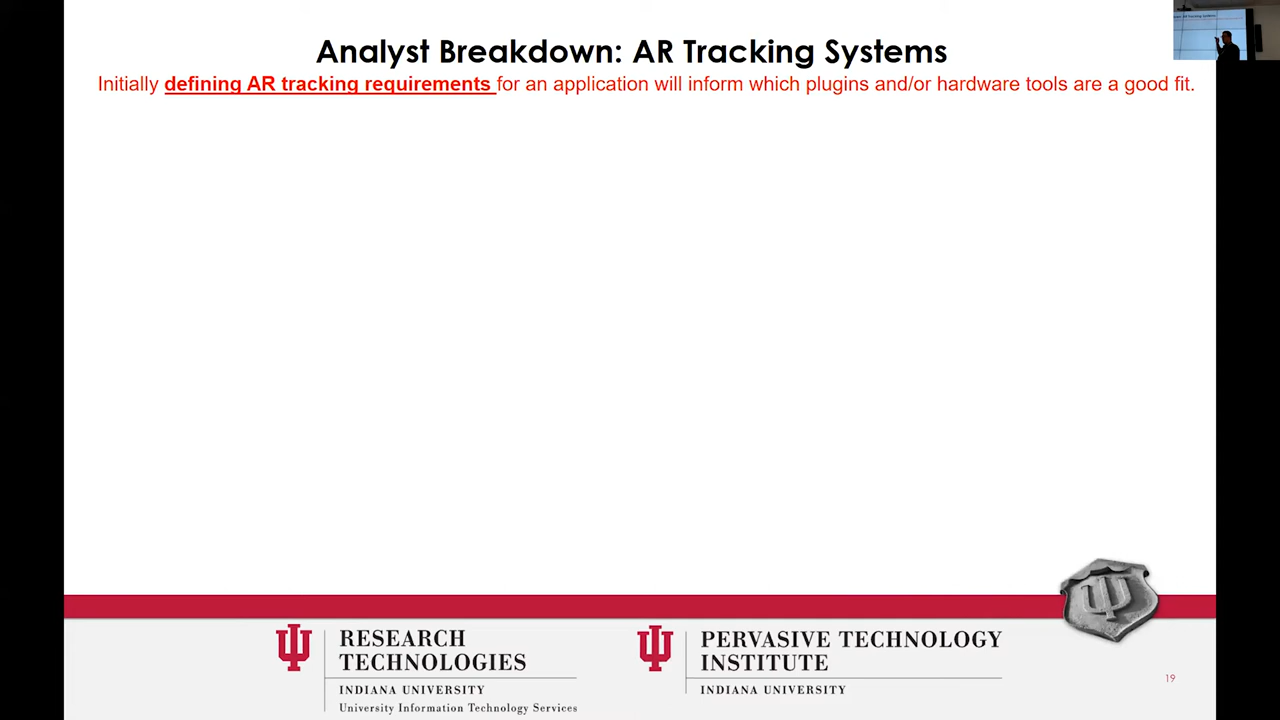 Analyst Breakdown: AR Tracking Systems
Initially defining AR tracking requirements for an application will inform which plugins and/or hardware tools are a good fit.
RESEARCH
TECHNOLOGIES
INDIANA UNIVERSITY
University Information Technology Services
PERVASIVE TECHNOLOGY
INSTITUTE
INDIANA UNIVERSITY
19